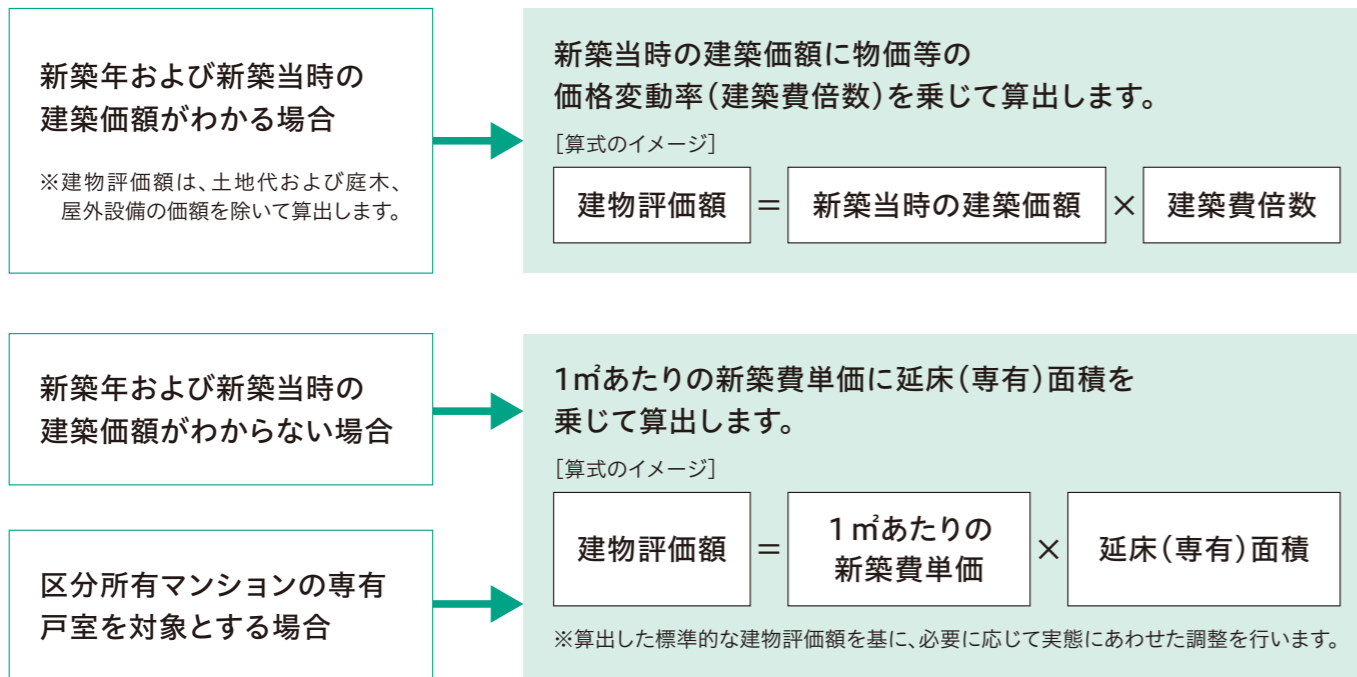 新築年および新築当時の
建築価額がわかる場合
※建物評価額は、土地代および庭木、
屋外設備の価額を除いて算出します。
新築当時の建築価額に物価等の
価格変動率(建築費倍数)を乗じて算出します。
[算式のイメージ]
建物評価額 = 新築当時の建築価額 × 建築費倍数
新築年および新築当時の
建築価額がわからない場合
区分所有マンションの専有
戸室を対象とする場合
1㎡あたりの新築費単価に延床(専有)面積を
乗じて算出します。
[算式のイメージ]
建物評価額 = 1㎡あたりの
新築費単価 × 延床(専有)面積
※算出した標準的な建物評価額を基に、必要に応じて実態にあわせた調整を行います。